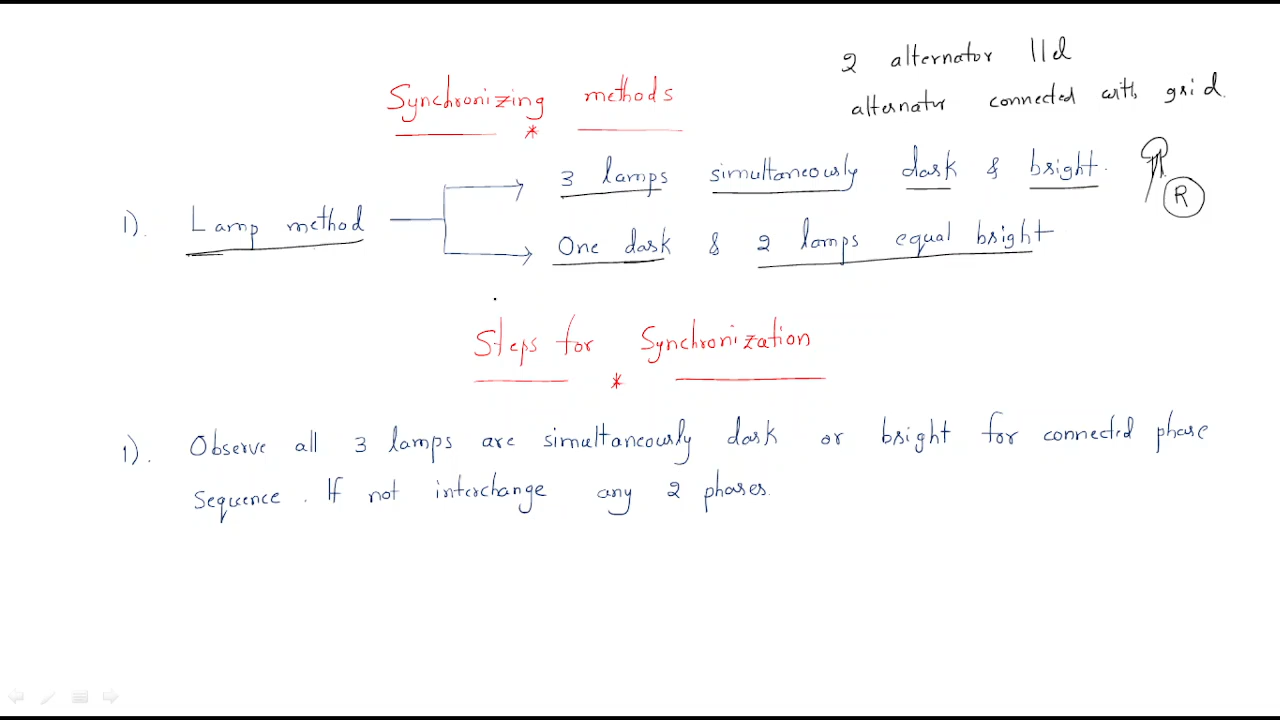 2 alternator lld
Synchronizing methods
*
alternatr connected with grid.
3 lamps simultaneously dark & bright.
R
1). Lamp method
One dark & 2 lamps equal bright
Steps for Synchronization
*
1). Observe all 3 lamps are simultaneously dark or bright for connected phase
sequence. If not interchange any 2 phases.